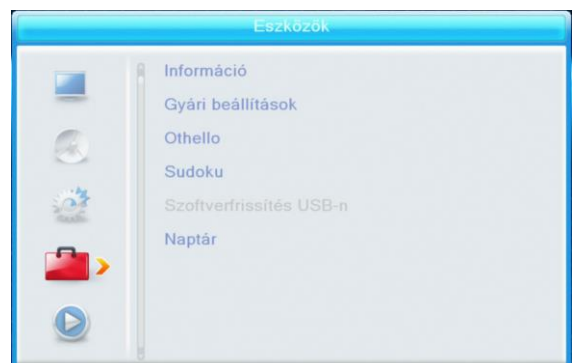 Eszközök
Információ
Gyári beállítások
Othello
Sudoku
Szoftverfrissítés USB-n
Naptár